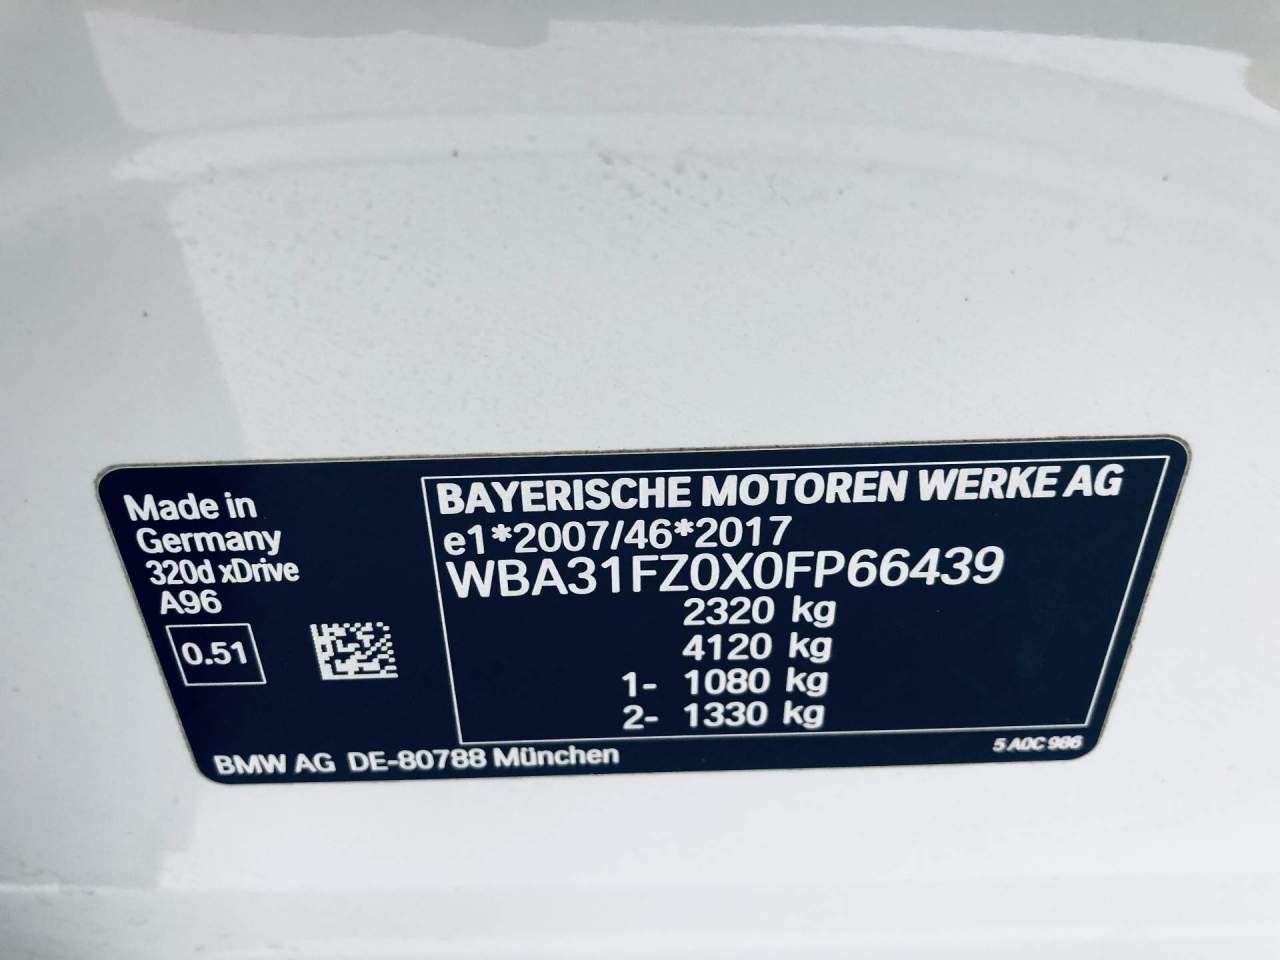 Made in
Germany
320d xDrive
A96
0.51
BAYERISCHE MOTOREN WERKE AG
e1*2007/46*2017
WBA31FZ0X0FP66439
2320 kg
4120 kg
1- 1080 kg
2- 1330 kg
BMW AG DE-80788 München
5 A0C 986